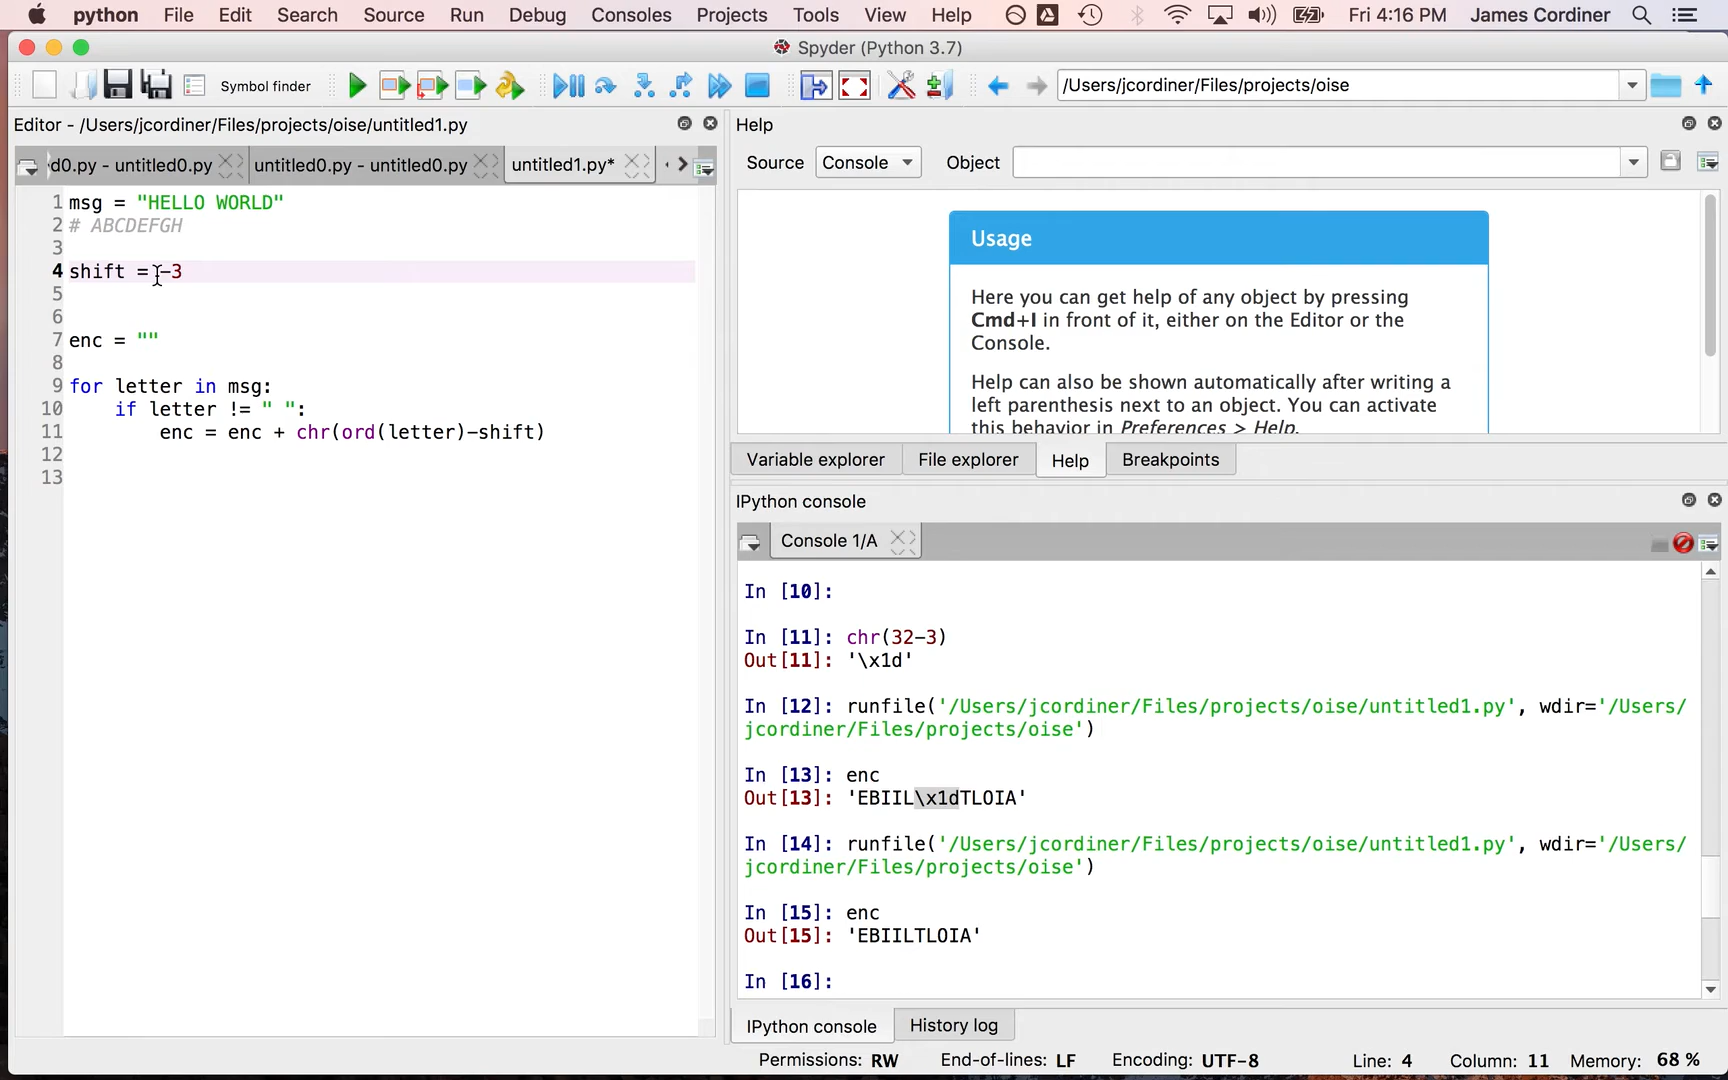 python File Edit Search Source Run Debug Consoles Projects Tools View Help Fri 4:16 PM James Cordiner
Spyder (Python 3.7)
Symbol finder
/Users/jcordiner/Files/projects/oise
Editor - /Users/jcordiner/Files/projects/oise/untitled1.py
d0.py - untitled0.py untitled0.py - untitled0.py untitled1.py*
1 msg = "HELLO WORLD"
2 # ABCDEFGH
3
4 shift = -3
5
6
7 enc = ""
8
9 for letter in msg:
10 if letter != " ":
11 enc = enc + chr(ord(letter)-shift)
12
13
Help
Source Console Object
Usage
Here you can get help of any object by pressing
Cmd+I in front of it, either on the Editor or the
Console.
Help can also be shown automatically after writing a
left parenthesis next to an object. You can activate
this behavior in Preferences > Help.
Variable explorer File explorer Help Breakpoints
IPython console
Console 1/A
In [10]:
In [11]: chr(32-3)
Out[11]: '\x1d'
In [12]: runfile('/Users/jcordiner/Files/projects/oise/untitled1.py', wdir='/Users/
jcordiner/Files/projects/oise')
In [13]: enc
Out[13]: 'EBIIL\x1dTLOIA'
In [14]: runfile('/Users/jcordiner/Files/projects/oise/untitled1.py', wdir='/Users/
jcordiner/Files/projects/oise')
In [15]: enc
Out[15]: 'EBIILTLOIA'
In [16]:
IPython console History log
Permissions: RW End-of-lines: LF Encoding: UTF-8 Line: 4 Column: 11 Memory: 68 %